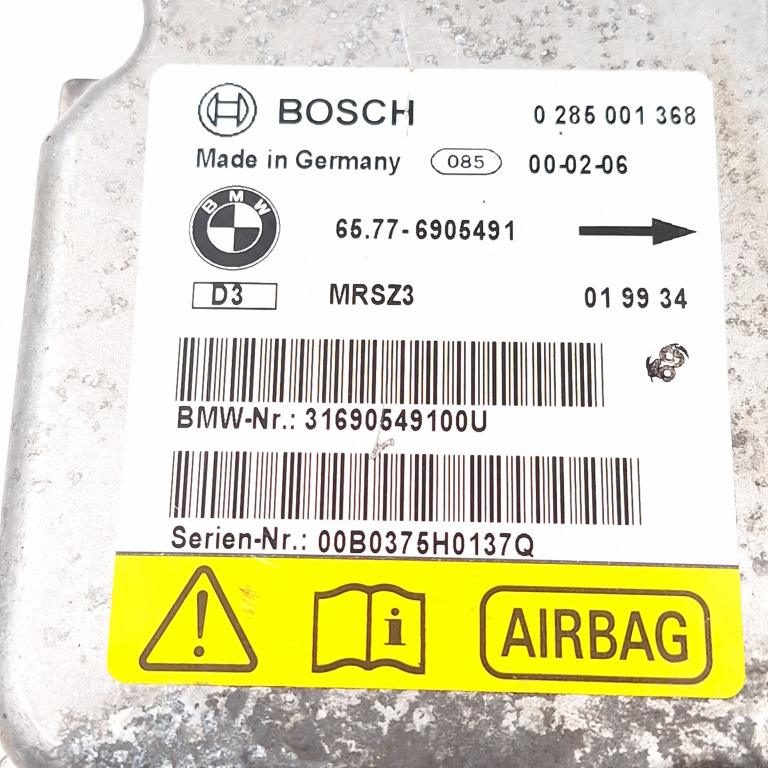 BOSCH 0 285 001 368
Made in Germany 085 00-02-06
BMW 65.77-6905491
D3 MRSZ3 01 99 34
BMW-Nr.: 31690549100U
Serien-Nr.: 00B0375H0137Q
! i AIRBAG